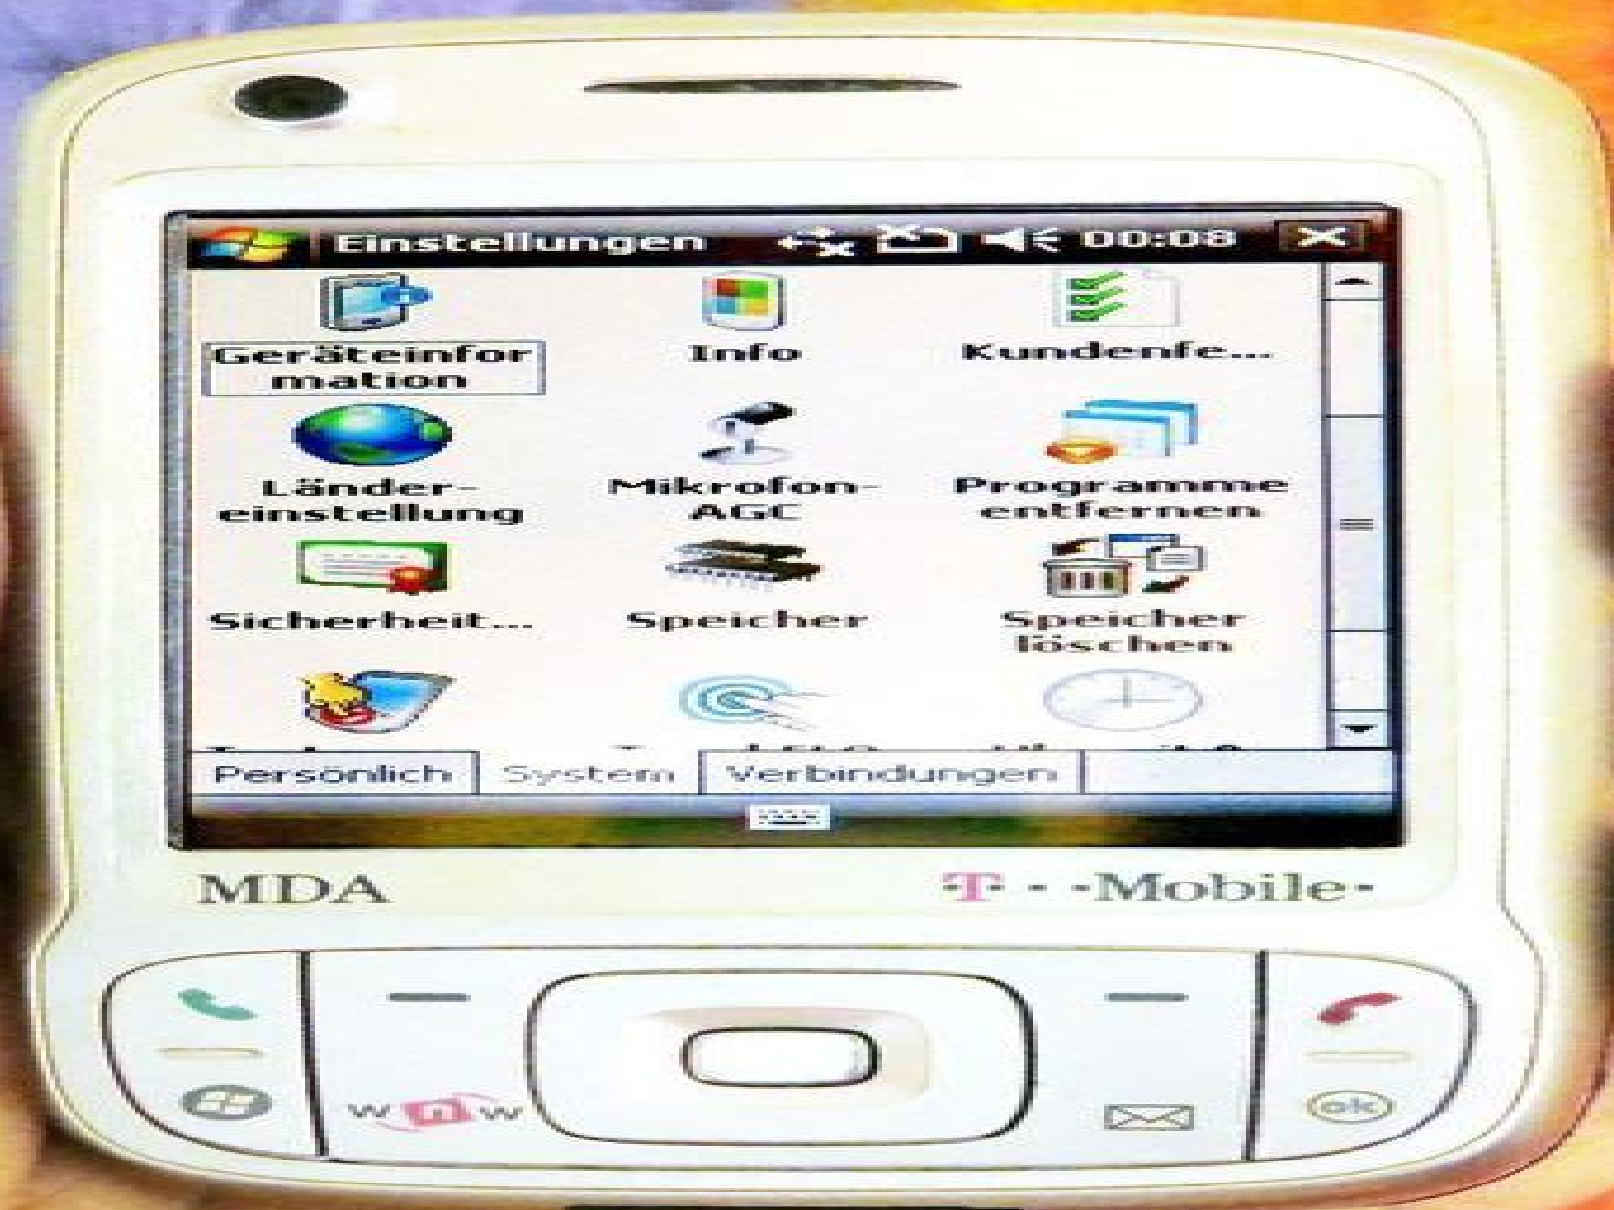 Einstellungen 00:08
Geräteinfor
mation
Info
Kundenfe...
Länder-
einstellung
Mikrofon-
AGC
Programme
entfernen
Sicherheit...
Speicher
Speicher
löschen
Persönlich System Verbindungen
MDA T - -Mobile-
w n w
ok